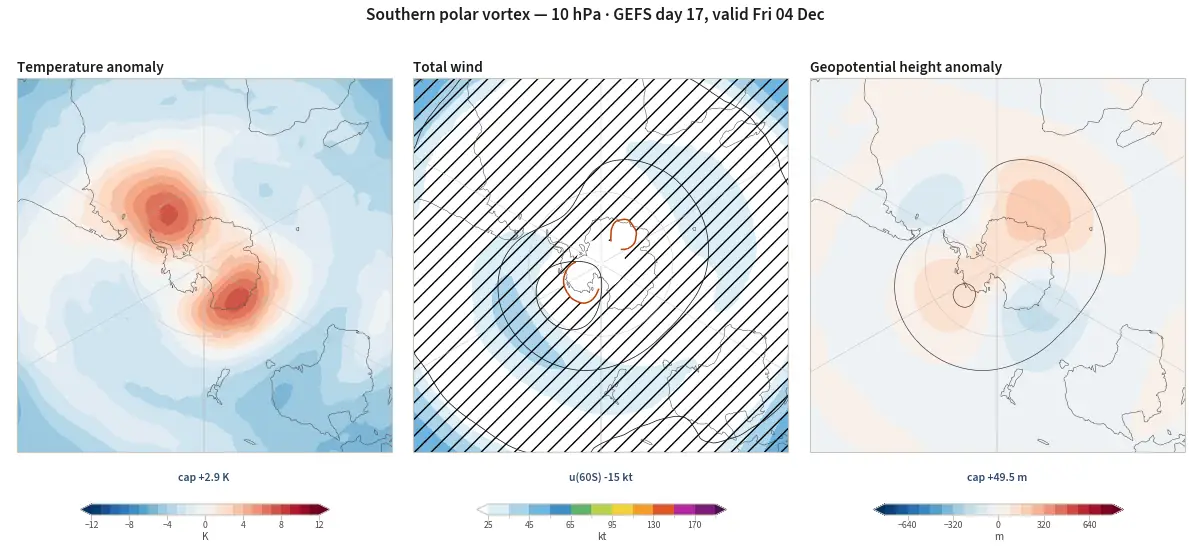 Southern polar vortex — 10 hPa · GEFS day 17, valid Fri 04 Dec
Temperature anomaly
Total wind
Geopotential height anomaly
cap +2.9 K
u(60S) -15 kt
cap +49.5 m
−12 −8 −4 0 4 8 12
K
25 45 65 95 130 170
kt
−640 −320 0 320 640
m